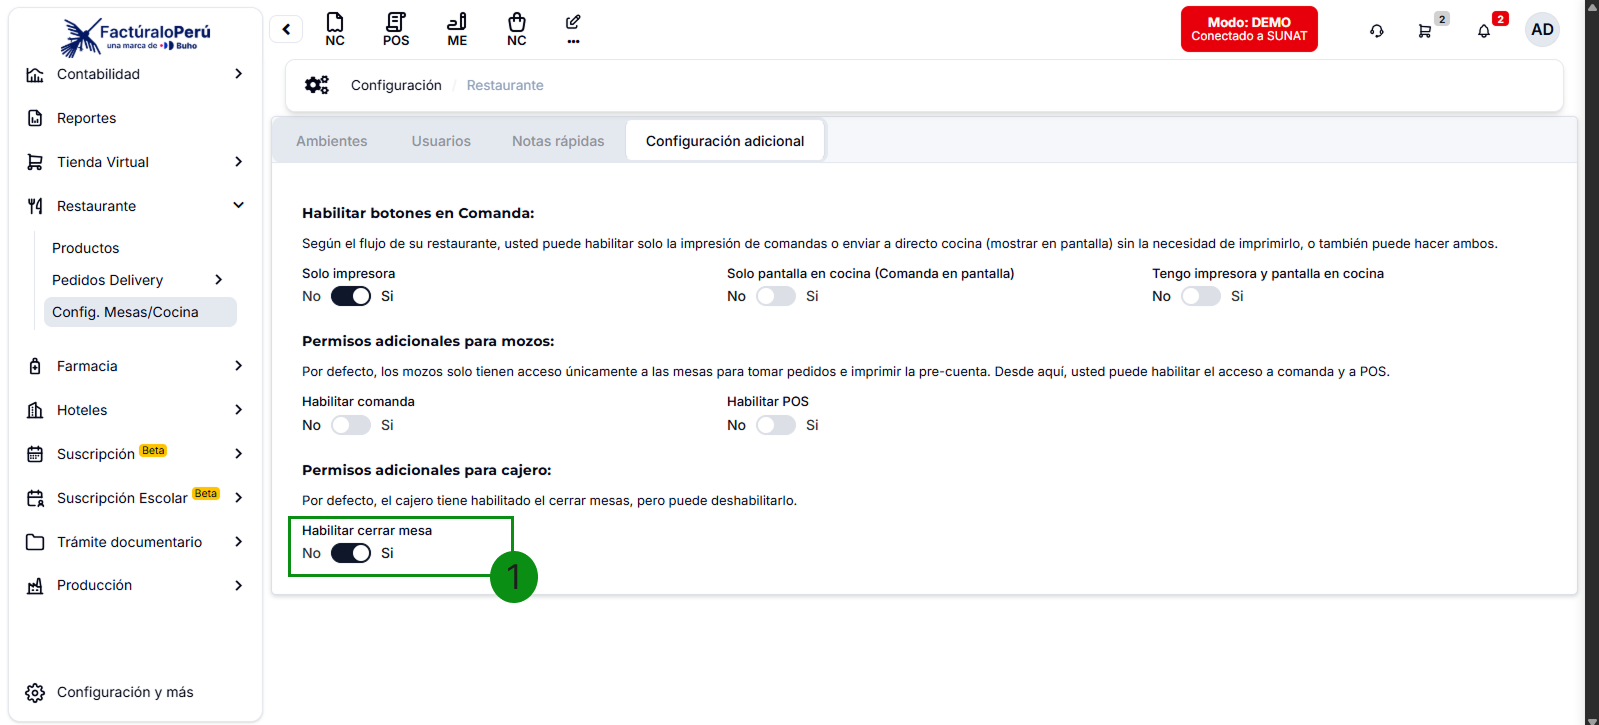 FactúraloPerú
una marca de Buho
Contabilidad
Reportes
Tienda Virtual
Restaurante
Productos
Pedidos Delivery
Config. Mesas/Cocina
Farmacia
Hoteles
Suscripción Beta
Suscripción Escolar Beta
Trámite documentario
Producción
Configuración y más
NC
POS
ME
NC
Modo: DEMO
Conectado a SUNAT
2
2
AD
Configuración / Restaurante
Ambientes
Usuarios
Notas rápidas
Configuración adicional
Habilitar botones en Comanda:
Según el flujo de su restaurante, usted puede habilitar solo la impresión de comandas o enviar a directo cocina (mostrar en pantalla) sin la necesidad de imprimirlo, o también puede hacer ambos.
Solo impresora
No Si
Solo pantalla en cocina (Comanda en pantalla)
No Si
Tengo impresora y pantalla en cocina
No Si
Permisos adicionales para mozos:
Por defecto, los mozos solo tienen acceso únicamente a las mesas para tomar pedidos e imprimir la pre-cuenta. Desde aquí, usted puede habilitar el acceso a comanda y a POS.
Habilitar comanda
No Si
Habilitar POS
No Si
Permisos adicionales para cajero:
Por defecto, el cajero tiene habilitado el cerrar mesas, pero puede deshabilitarlo.
Habilitar cerrar mesa
No Si
1